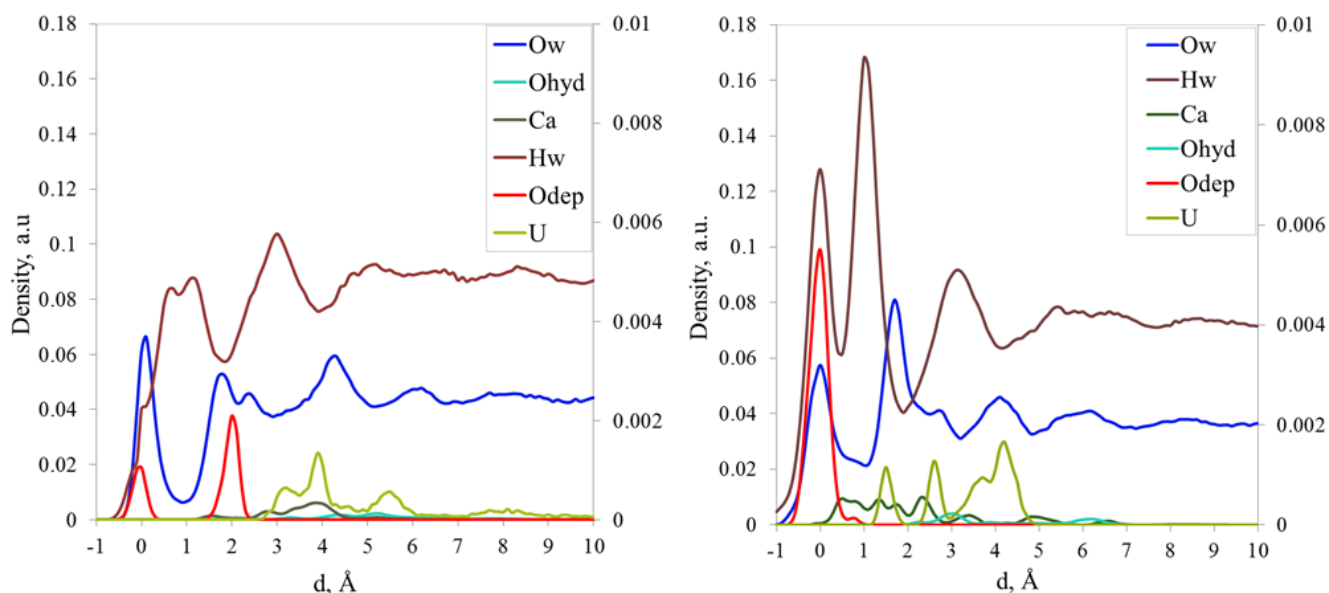 0.18
0.16
0.14
0.12
0.1
0.08
0.06
0.04
0.02
0
Density, a.u
-1 0 1 2 3 4 5 6 7 8 9 10
d, Å
0.01
0.008
0.006
0.004
0.002
0
Ow
Ohyd
Ca
Hw
Odep
U
0.18
0.16
0.14
0.12
0.1
0.08
0.06
0.04
0.02
0
Density, a.u.
-1 0 1 2 3 4 5 6 7 8 9 10
d, Å
0.01
0.008
0.006
0.004
0.002
0
Ow
Hw
Ca
Ohyd
Odep
U